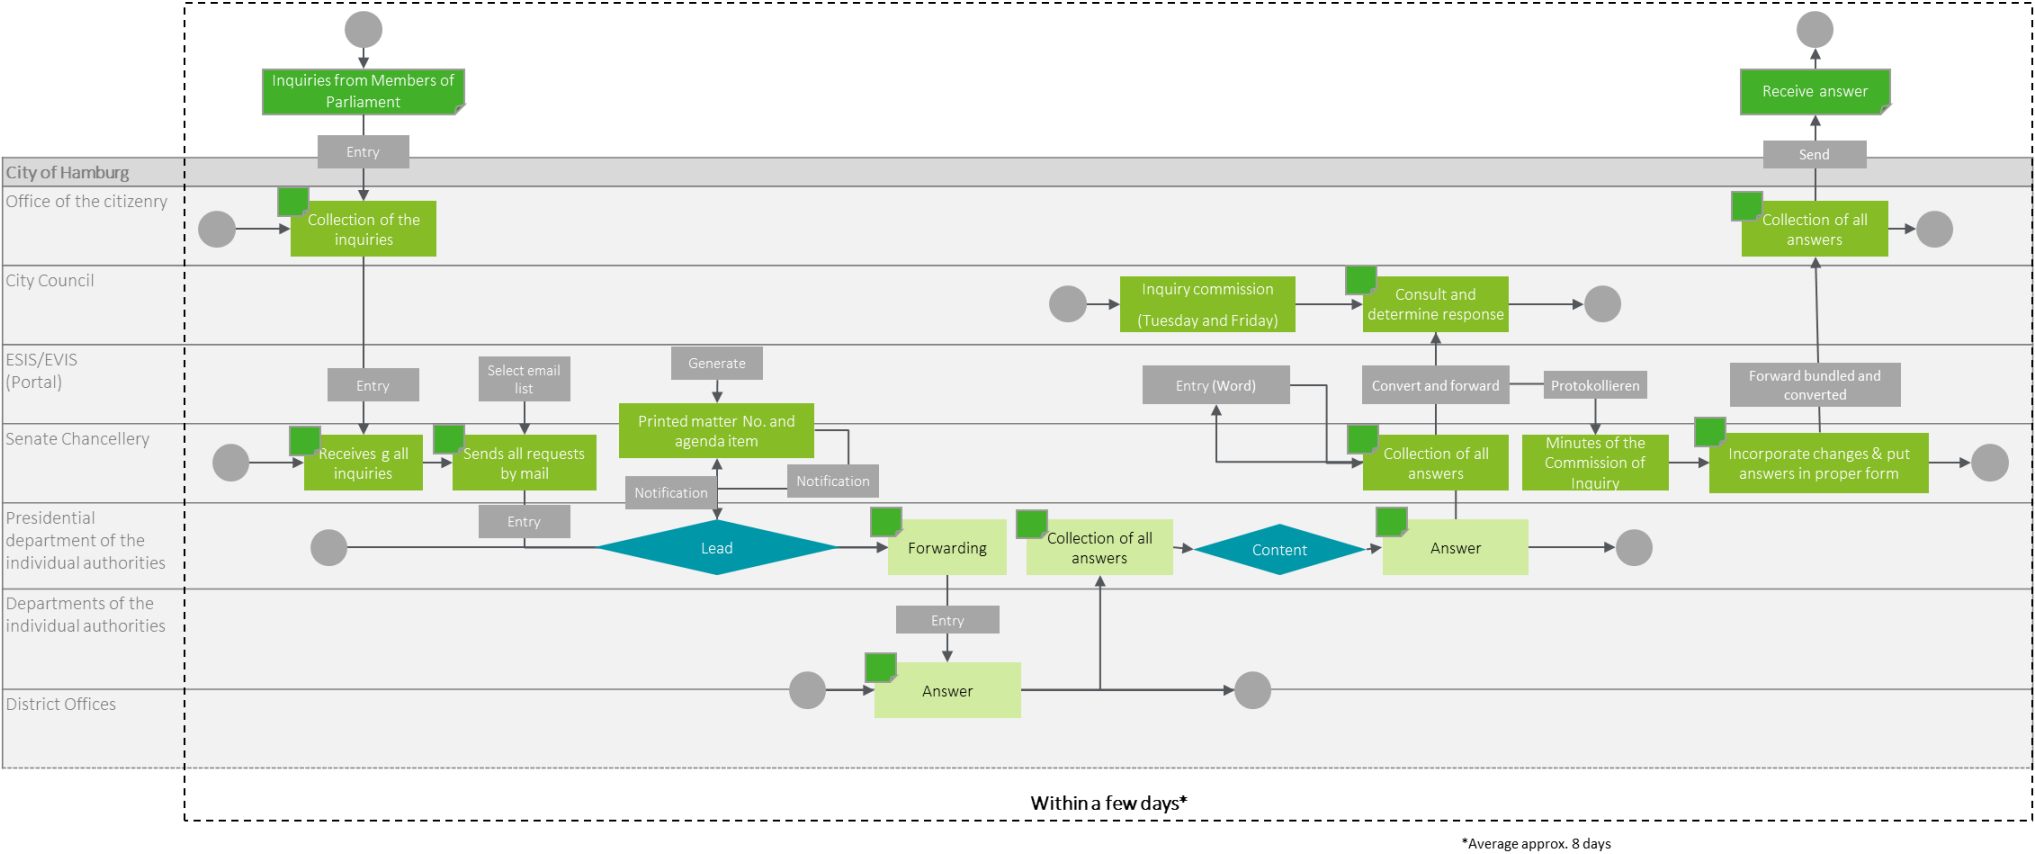 Inquiries from Members of
Parliament
Receive answer
Entry
Send
City of Hamburg
Office of the citizenry
Collection of the
inquiries
Collection of all
answers
City Council
Inquiry commission
(Tuesday and Friday)
Consult and
determine response
ESIS/EVIS
(Portal)
Entry
Select email
list
Generate
Entry (Word)
Convert and forward
Protokollieren
Forward bundled and
converted
Printed matter No. and
agenda item
Senate Chancellery
Receives g all
inquiries
Sends all requests
by mail
Notification
Notification
Collection of all
answers
Minutes of the
Commission of
Inquiry
Incorporate changes & put
answers in proper form
Presidential
department of the
individual authorities
Entry
Lead
Forwarding
Collection of all
answers
Content
Answer
Departments of the
individual authorities
Entry
Answer
District Offices
Within a few days*
*Average approx. 8 days